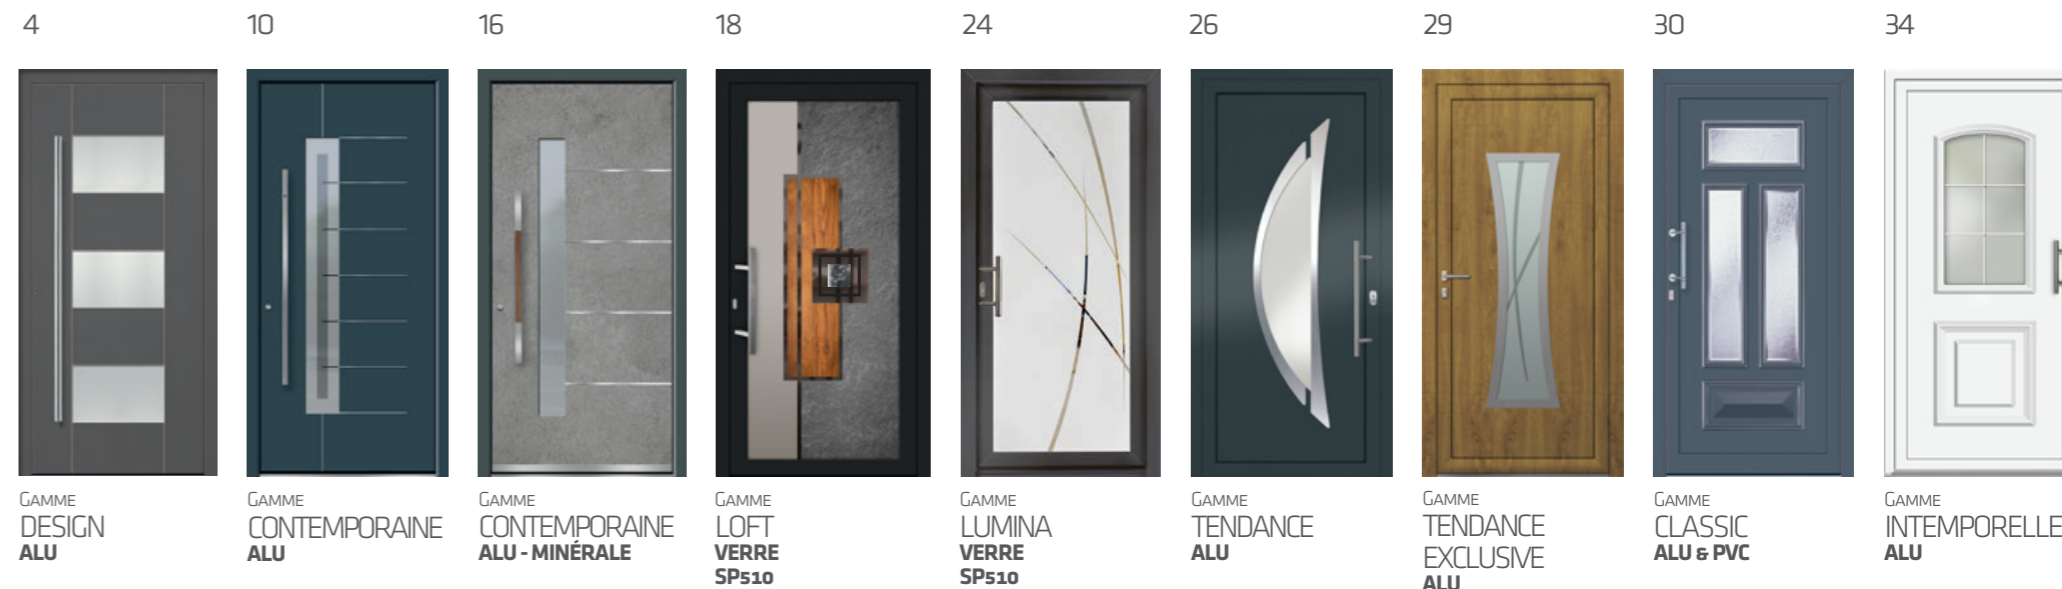 4
10
16
18
24
26
29
30
34
GAMME
DESIGN
ALU
GAMME
CONTEMPORAINE
ALU
GAMME
CONTEMPORAINE
ALU - MINÉRALE
GAMME
LOFT
VERRE
SP510
GAMME
LUMINA
VERRE
SP510
GAMME
TENDANCE
ALU
GAMME
TENDANCE
EXCLUSIVE
ALU
GAMME
CLASSIC
ALU & PVC
GAMME
INTEMPORELLE
ALU